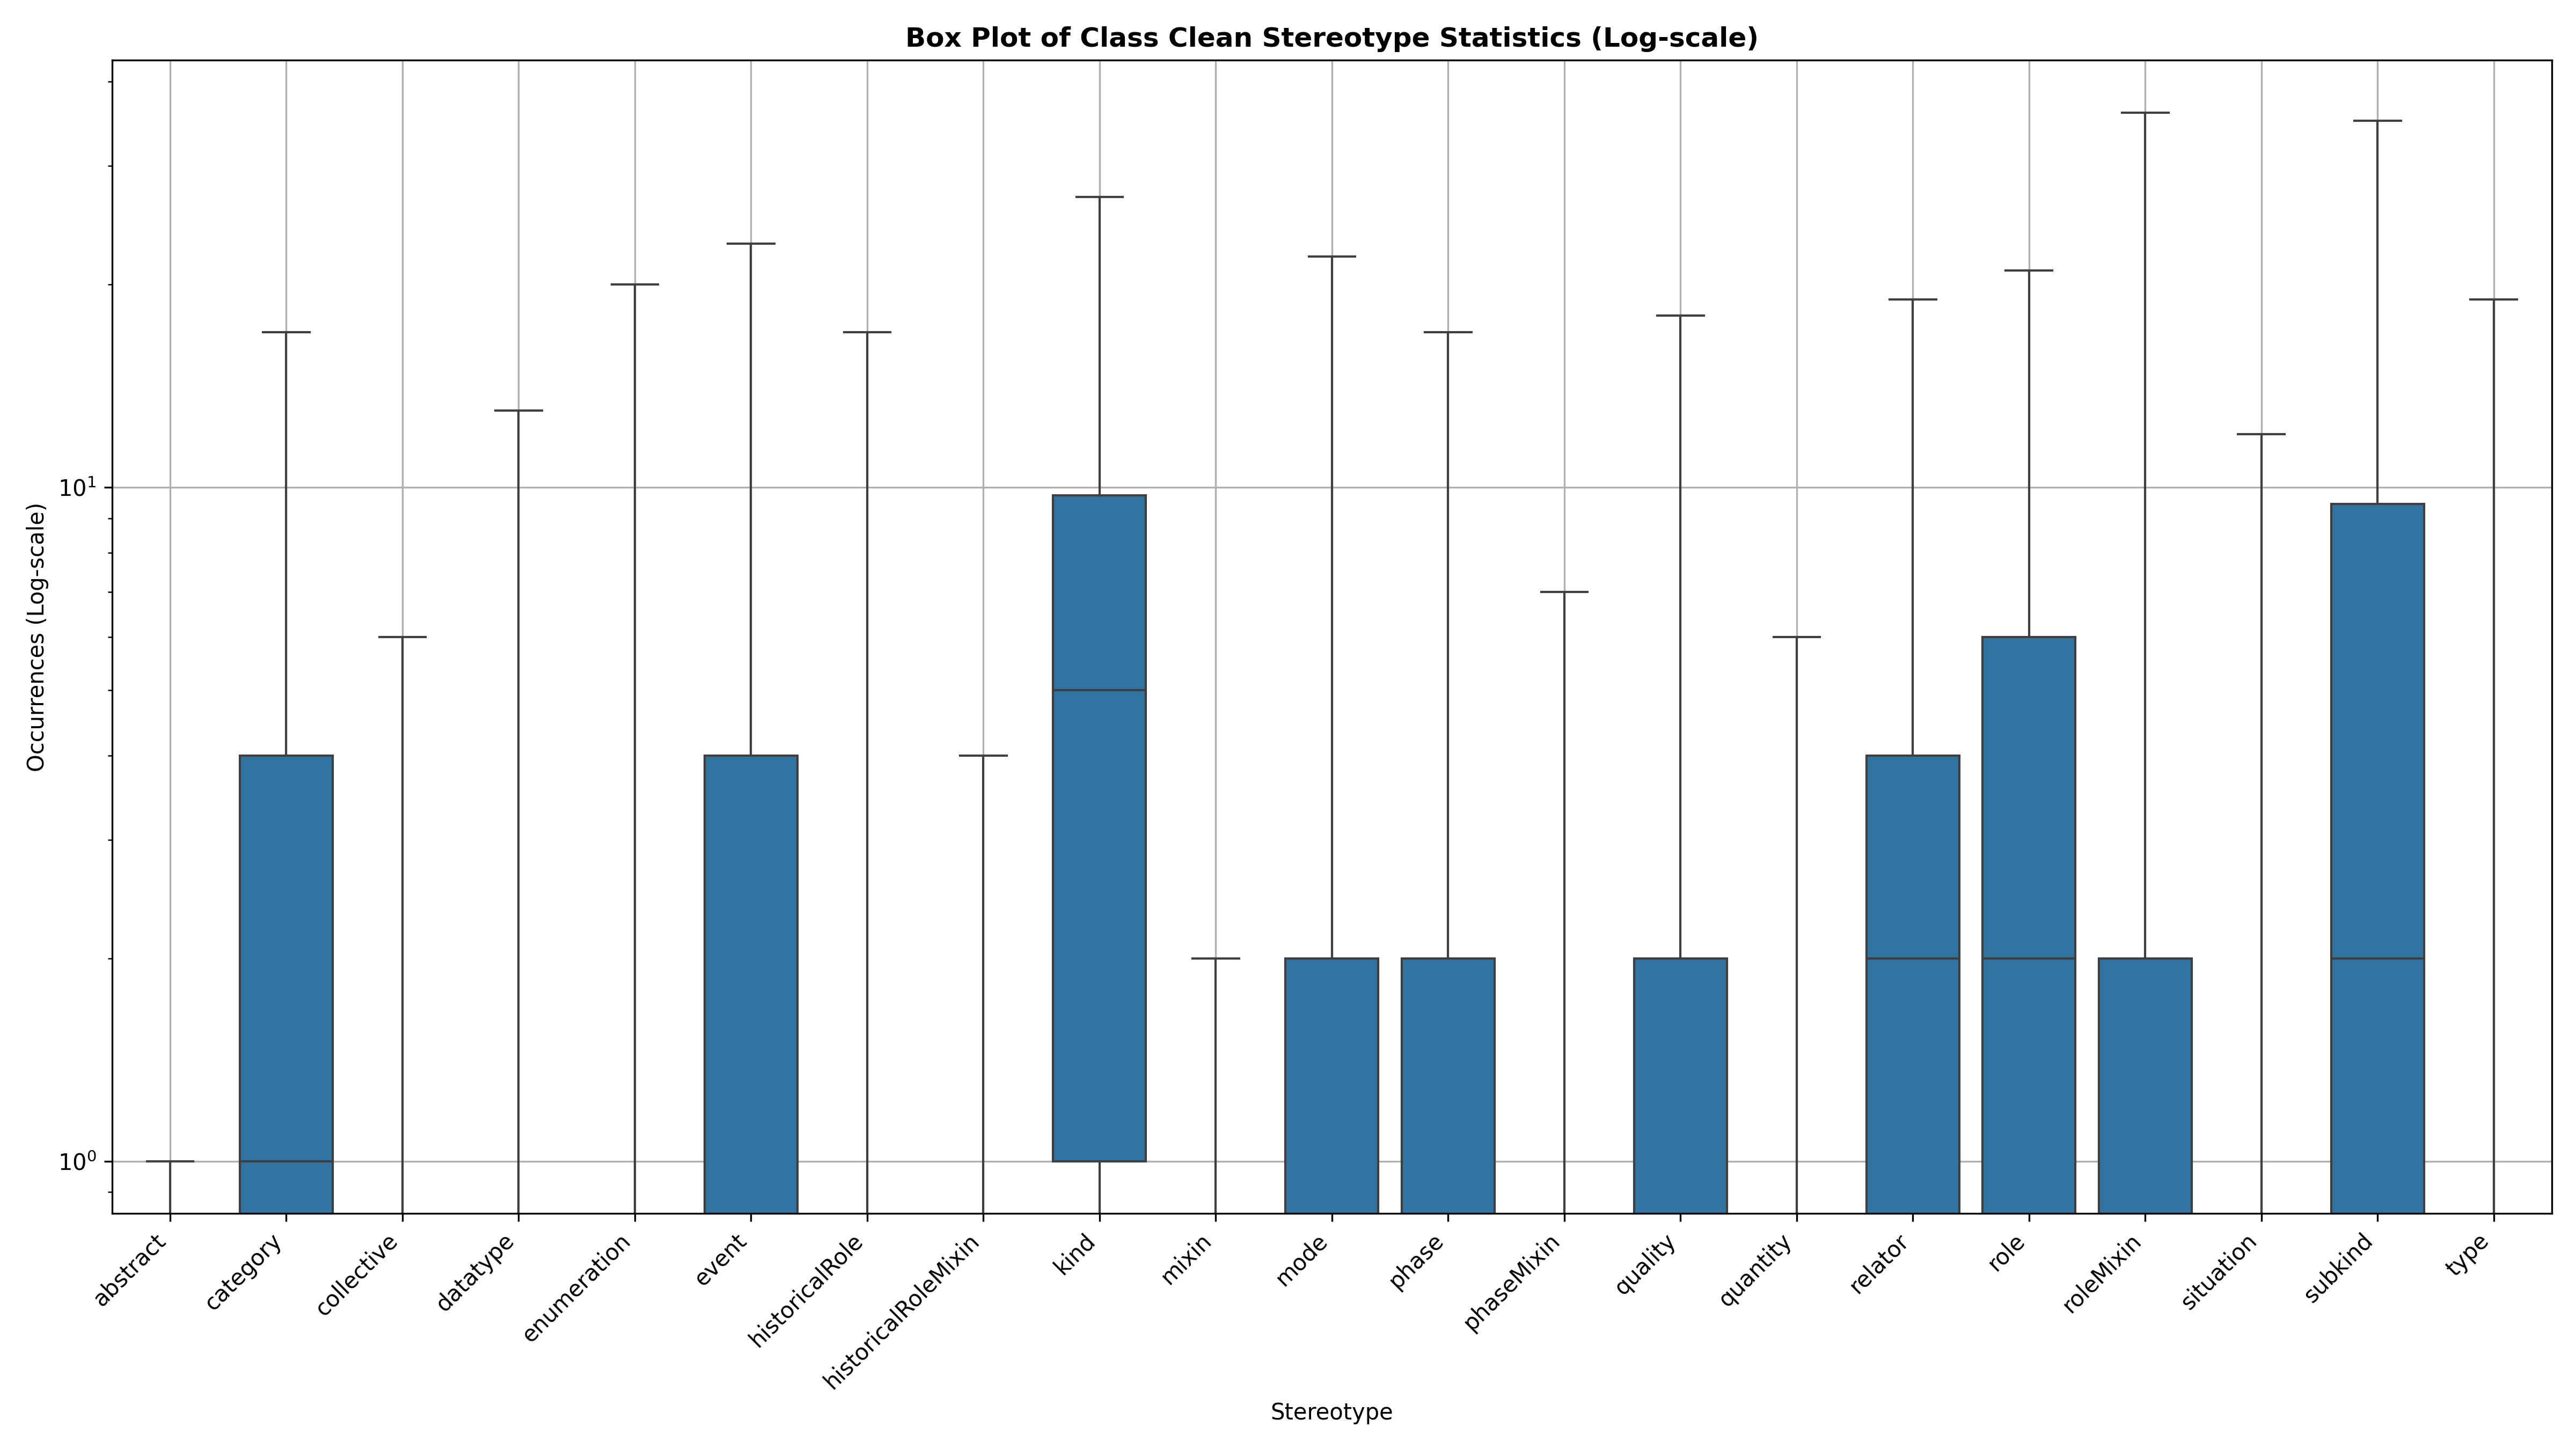 Box Plot of Class Clean Stereotype Statistics (Log-scale)
Occurrences (Log-scale)
10¹
10⁰
abstract
category
collective
datatype
enumeration
event
historicalRole
historicalRoleMixin
kind
mixin
mode
phase
phaseMixin
quality
quantity
relator
role
roleMixin
situation
subkind
type
Stereotype